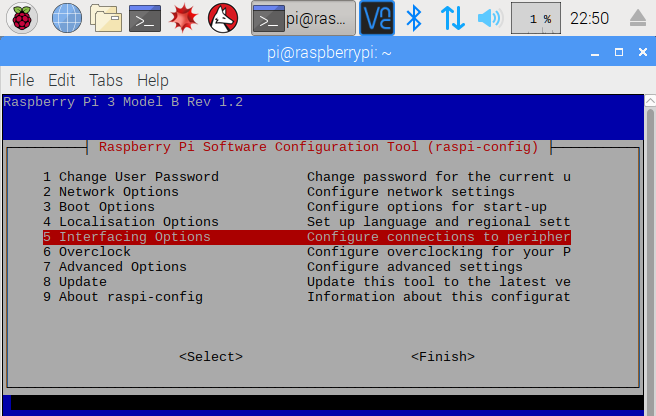 pi@ras... 1 % 22:50
pi@raspberrypi: ~
File Edit Tabs Help
Raspberry Pi 3 Model B Rev 1.2
Raspberry Pi Software Configuration Tool (raspi-config)
1 Change User Password Change password for the current u
2 Network Options Configure network settings
3 Boot Options Configure options for start-up
4 Localisation Options Set up language and regional sett
5 Interfacing Options Configure connections to peripher
6 Overclock Configure overclocking for your P
7 Advanced Options Configure advanced settings
8 Update Update this tool to the latest ve
9 About raspi-config Information about this configurat
<Select> <Finish>